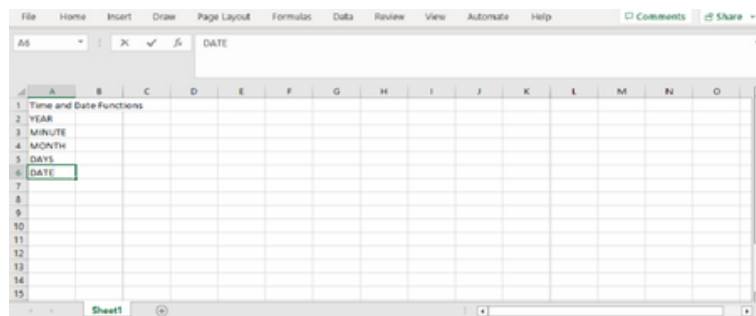 File Home Insert Draw Page Layout Formulas Data Review View Automate Help Comments Share
A6 fx DATE
A B C D E F G H I J K L M N O
1 Time and Date Functions
2 YEAR
3 MINUTE
4 MONTH
5 DAYS
6 DATE
7
8
9
10
11
12
13
14
15
Sheet1